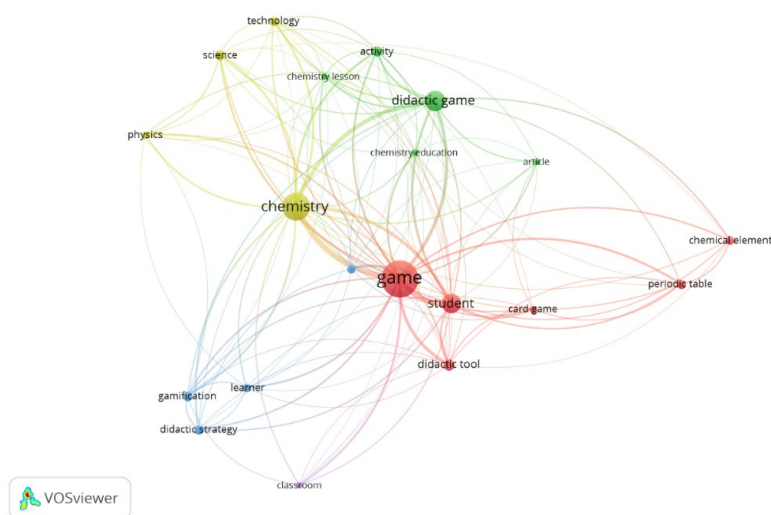 technology
science
activity
chemistry lesson
didactic game
physics
chemistry education
article
chemistry
chemical element
game
periodic table
student
card game
didactic tool
learner
gamification
didactic strategy
classroom
VOSviewer